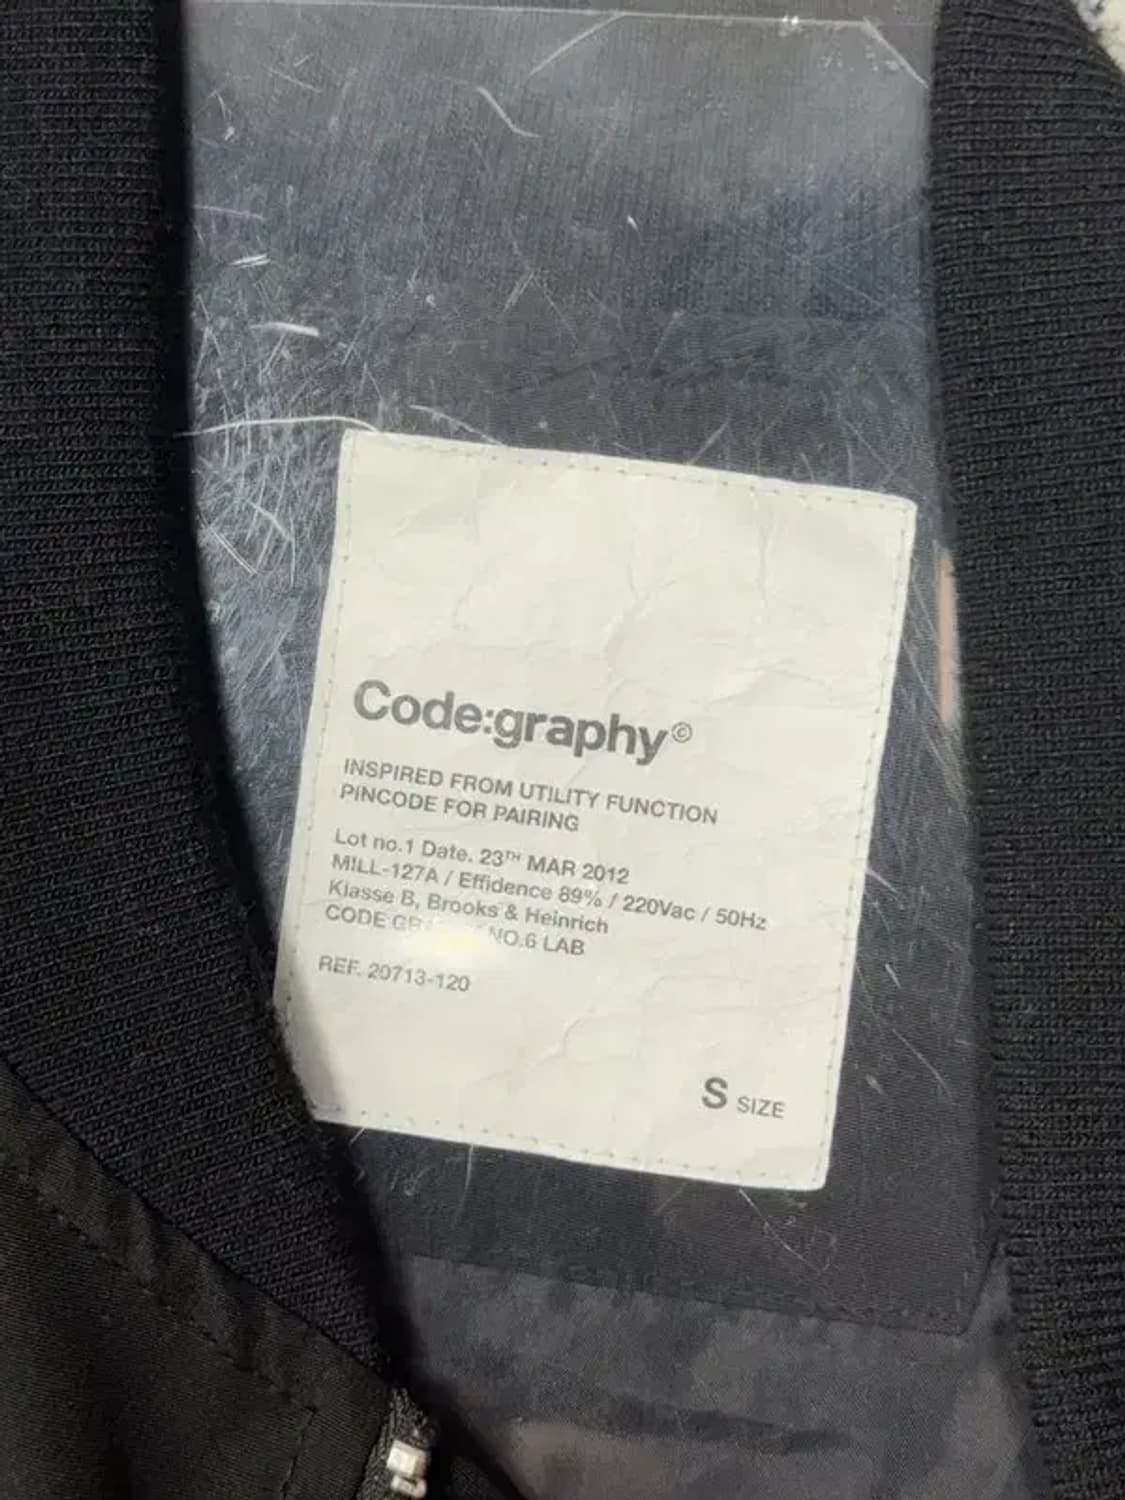 Code:graphy©
INSPIRED FROM UTILITY FUNCTION
PINCODE FOR PAIRING
Lot no.1 Date. 23TH MAR 2012
MILL-127A / Effidence 89% / 220Vac / 50Hz
Klasse B, Brooks & Heinrich
CODE NO.6 LAB
REF. 20713-120
S SIZE